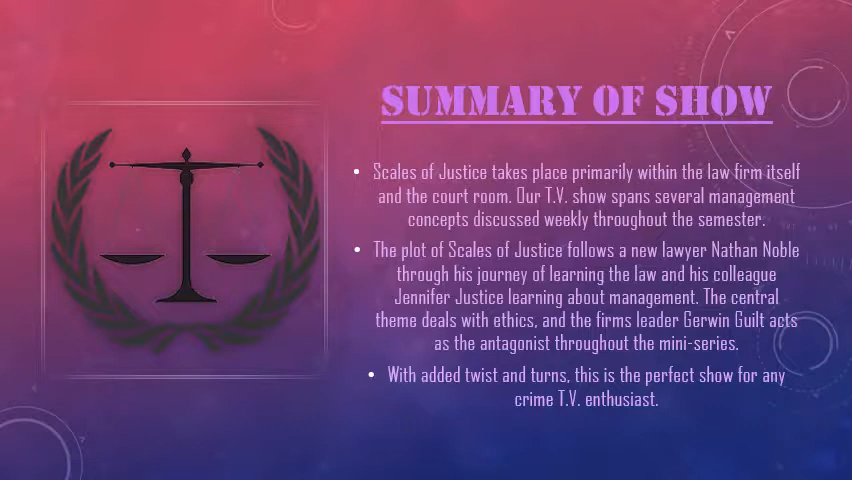 SUMMARY OF SHOW
• Scales of Justice takes place primarily within the law firm itself
and the court room. Our T.V. show spans several management
concepts discussed weekly throughout the semester.
• The plot of Scales of Justice follows a new lawyer Nathan Noble
through his journey of learning the law and his colleague
Jennifer Justice learning about management. The central
theme deals with ethics, and the firms leader Gerwin Guilt acts
as the antagonist throughout the mini-series.
• With added twist and turns, this is the perfect show for any
crime T.V. enthusiast.